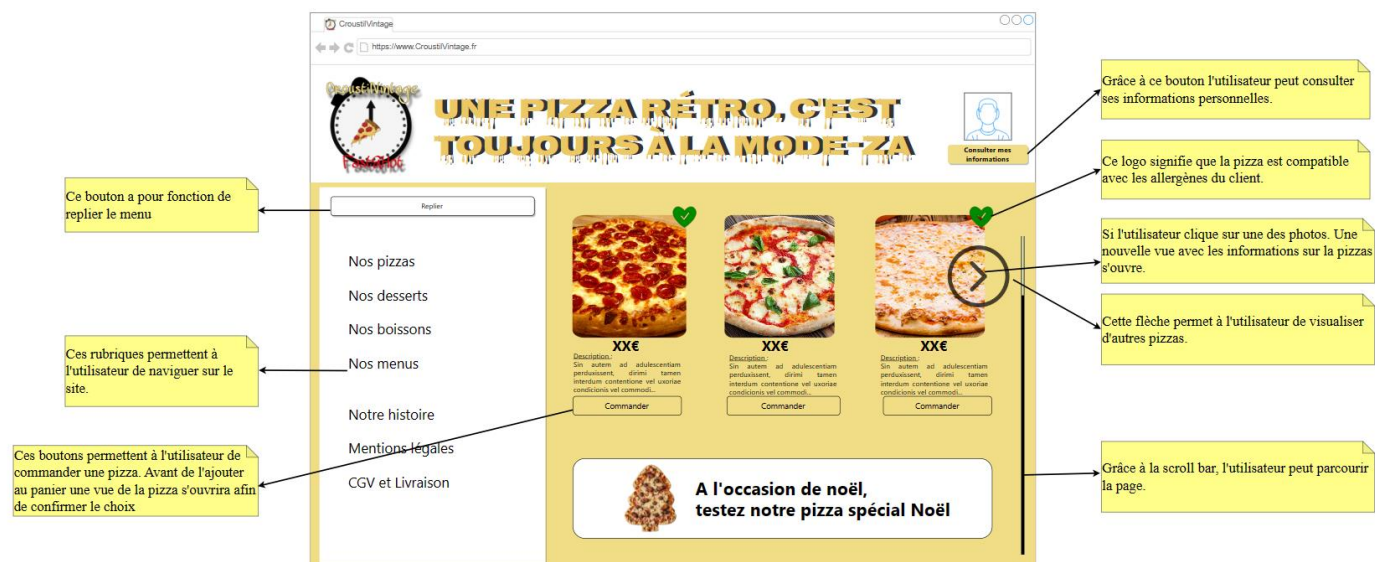 CroustilVintage
https://www.CroustilVintage.fr
CroustilVintage
UNE PIZZA RÉTRO, C'EST
TOUJOURS À LA MODE-ZA
Consulter mes
informations
Grâce à ce bouton l'utilisateur peut consulter
ses informations personnelles.
Ce logo signifie que la pizza est compatible
avec les allergènes du client.
Si l'utilisateur clique sur une des photos. Une
nouvelle vue avec les informations sur la pizzas
s'ouvre.
Cette flèche permet à l'utilisateur de visualiser
d'autres pizzas.
Grâce à la scroll bar, l'utilisateur peut parcourir
la page.
Ce bouton a pour fonction de
replier le menu
Ces rubriques permettent à
l'utilisateur de naviguer sur le
site.
Ces boutons permettent à l'utilisateur de
commander une pizza. Avant de l'ajouter
au panier une vue de la pizza s'ouvrira afin
de confirmer le choix
Replier
Nos pizzas
Nos desserts
Nos boissons
Nos menus
Notre histoire
Mentions légales
CGV et Livraison
XX€
Description :
Sin autem ad adulescentiam
perduxissent, dirimi tamen
interdum contentione vel uxoriae
condicionis vel commodi...
Commander
XX€
Description :
Sin autem ad adulescentiam
perduxissent, dirimi tamen
interdum contentione vel uxoriae
condicionis vel commodi...
Commander
XX€
Description :
Sin autem ad adulescentiam
perduxissent, dirimi tamen
interdum contentione vel uxoriae
condicionis vel commodi...
Commander
A l'occasion de noël,
testez notre pizza spécial Noël